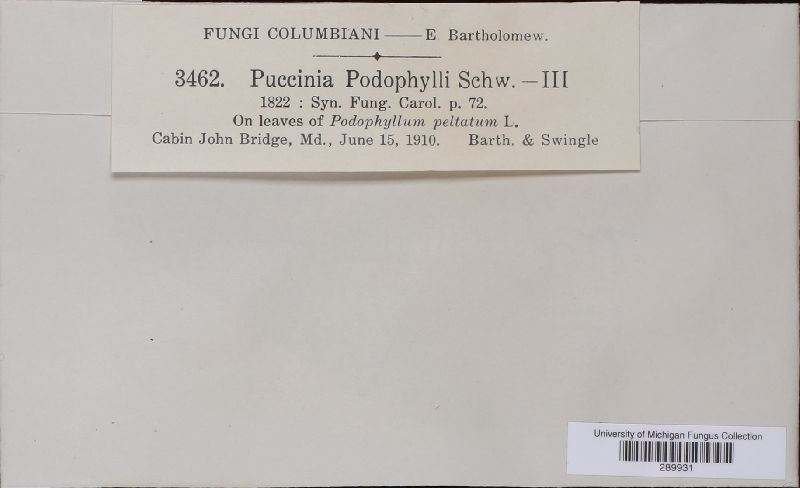 FUNGI COLUMBIANI — E Bartholomew.
3462. Puccinia Podophylli Schw. — III
1822 : Syn. Fung. Carol. p. 72.
On leaves of Podophyllum peltatum L.
Cabin John Bridge, Md., June 15, 1910. Barth. & Swingle
University of Michigan Fungus Collection
289931